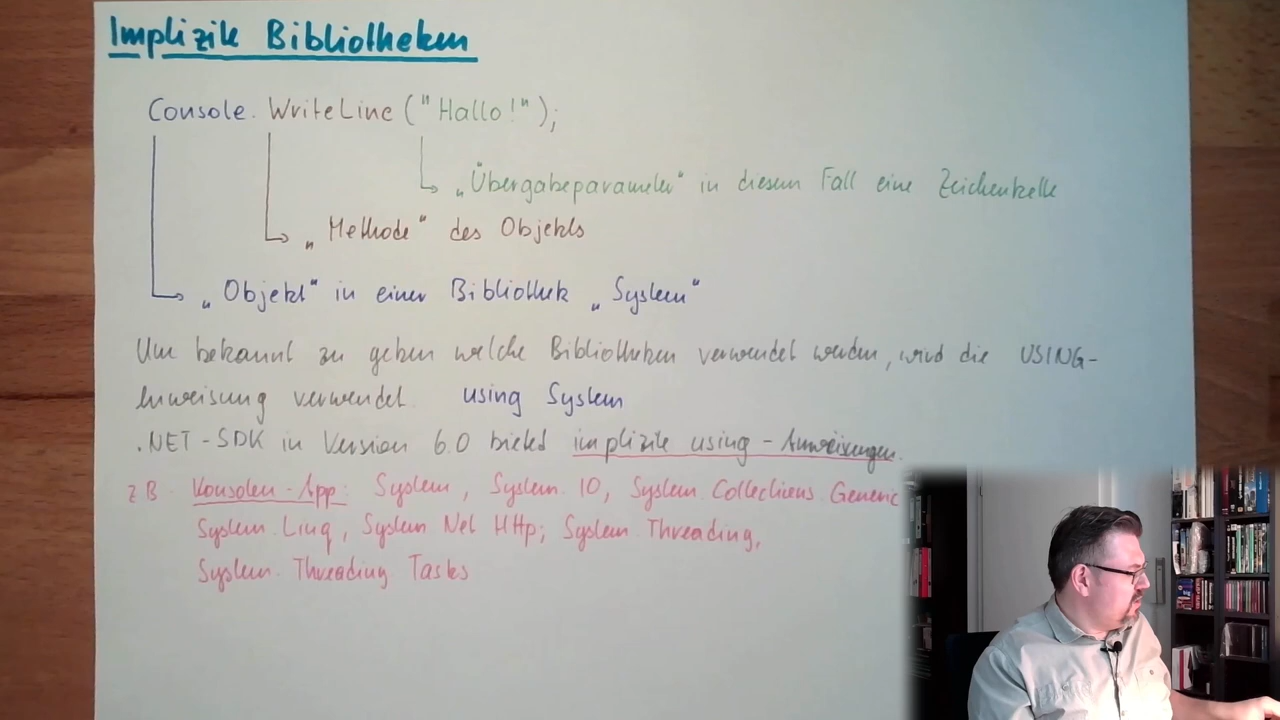 Implizite Bibliotheken
Console.WriteLine("Hallo!");
"Übergabeparameter" in diesem Fall eine Zeichenkette
"Methode" des Objekts
"Objekt" in einer Bibliothek "System"
Um bekannt zu geben welche Bibliotheken verwendet werden, wird die USING-
Anweisung verwendet. using System
.NET-SDK in Version 6.0 bietet implizite using-Anweisungen.
z.B. Konsolen-App: System, System.IO, System.Collections.Generic
System.Linq, System.Net.Http; System.Threading,
System.Threading.Tasks